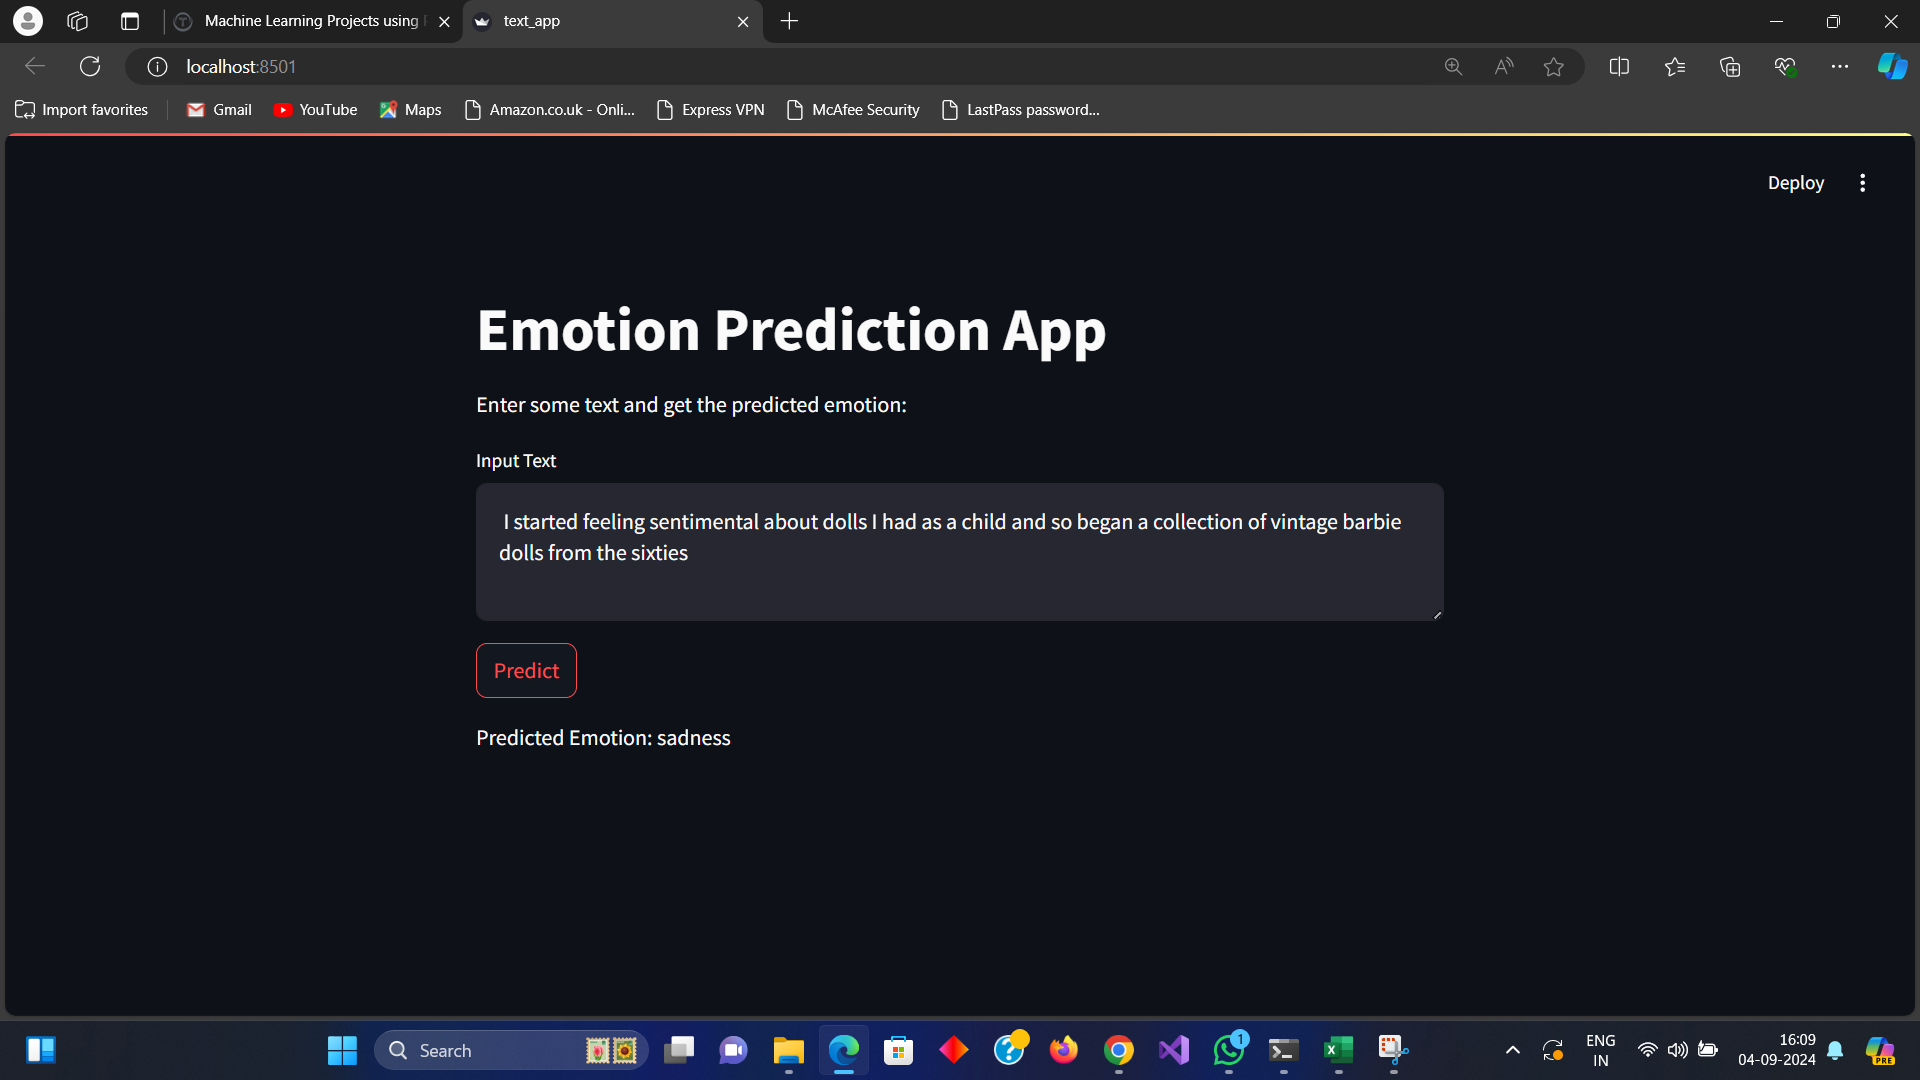 Machine Learning Projects using
text_app
localhost:8501
Import favorites
Gmail
YouTube
Maps
Amazon.co.uk - Onli...
Express VPN
McAfee Security
LastPass password...
Deploy
Emotion Prediction App
Enter some text and get the predicted emotion:
Input Text
I started feeling sentimental about dolls I had as a child and so began a collection of vintage barbie
dolls from the sixties
Predict
Predicted Emotion: sadness
Search
1
ENG
IN
16:09
04-09-2024
PRE